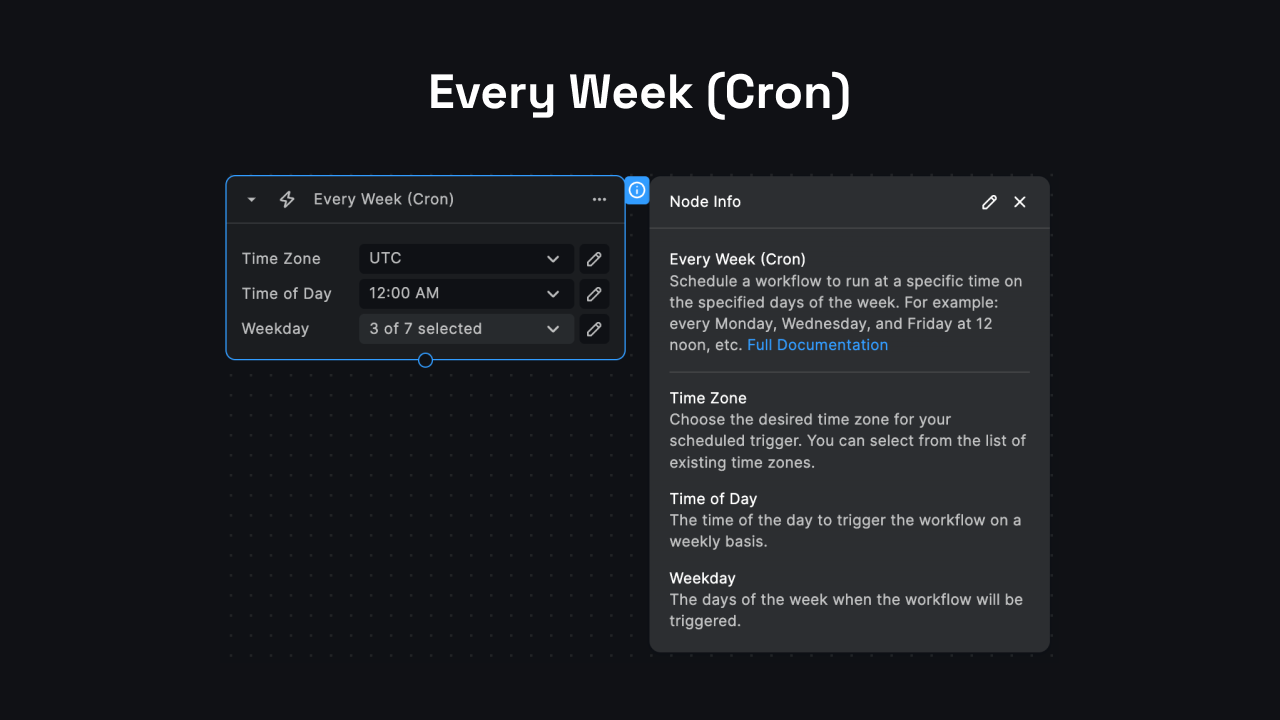 Every Week (Cron)
Every Week (Cron)
Time Zone UTC
Time of Day 12:00 AM
Weekday 3 of 7 selected
Node Info
Every Week (Cron)
Schedule a workflow to run at a specific time on
the specified days of the week. For example:
every Monday, Wednesday, and Friday at 12
noon, etc. Full Documentation
Time Zone
Choose the desired time zone for your
scheduled trigger. You can select from the list of
existing time zones.
Time of Day
The time of the day to trigger the workflow on a
weekly basis.
Weekday
The days of the week when the workflow will be
triggered.